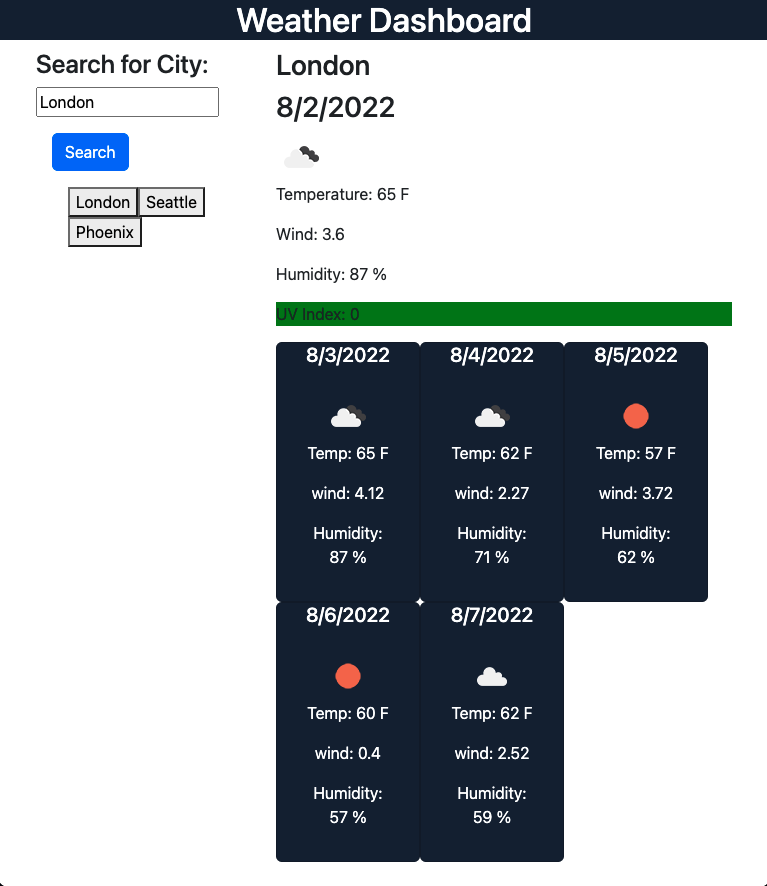 Weather Dashboard
Search for City:
London
Search
London
Seattle
Phoenix
London
8/2/2022
Temperature: 65 F
Wind: 3.6
Humidity: 87 %
UV Index: 0
8/3/2022
Temp: 65 F
wind: 4.12
Humidity:
87 %
8/4/2022
Temp: 62 F
wind: 2.27
Humidity:
71 %
8/5/2022
Temp: 57 F
wind: 3.72
Humidity:
62 %
8/6/2022
Temp: 60 F
wind: 0.4
Humidity:
57 %
8/7/2022
Temp: 62 F
wind: 2.52
Humidity:
59 %